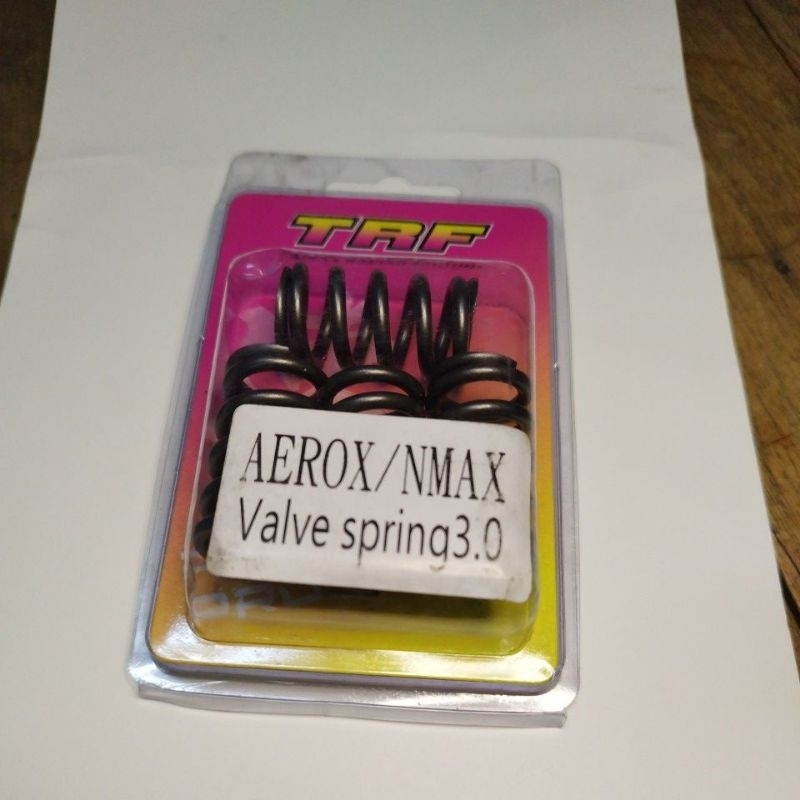 TRF
AEROX/NMAX
Valve spring3.0